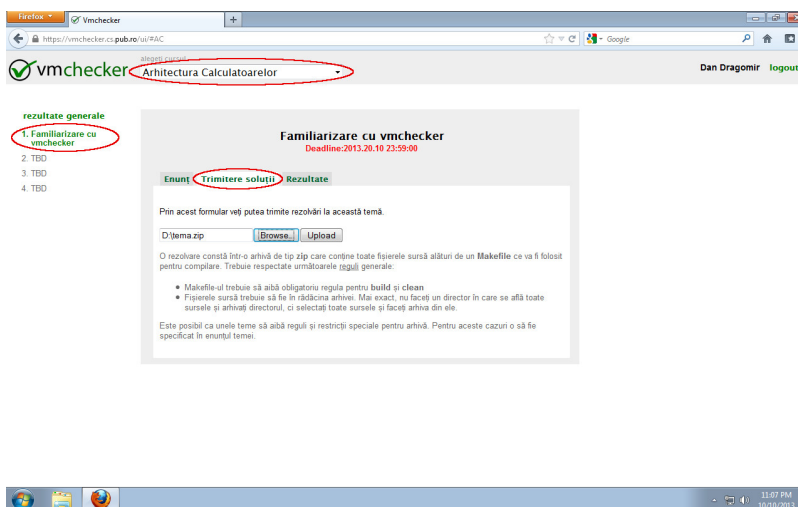 Firefox
Vmchecker
https://vmchecker.cs.pub.ro/ui/#AC
Google
vmchecker
alegeți cursul
Arhitectura Calculatoarelor
Dan Dragomir logout
rezultate generale
1. Familiarizare cu
vmchecker
2. TBD
3. TBD
4. TBD
Familiarizare cu vmchecker
Deadline:2013.20.10 23:59:00
Enunț Trimitere soluții Rezultate
Prin acest formular veți putea trimite rezolvări la această temă.
D:\tema.zip Browse.. Upload
O rezolvare constă într-o arhivă de tip zip care conține toate fișierele sursă alături de un Makefile ce va fi folosit
pentru compilare. Trebuie respectate următoarele reguli generale:
Makefile-ul trebuie să aibă obligatoriu regula pentru build și clean
Fișierele sursă trebuie să fie în rădăcina arhivei. Mai exact, nu faceți un director în care se află toate
sursele și arhivați directorul, ci selectați toate sursele și faceți arhiva din ele.
Este posibil ca unele teme să aibă reguli și restricții speciale pentru arhivă. Pentru aceste cazuri o să fie
specificat în enunțul temei.
11:07 PM
10/19/2013